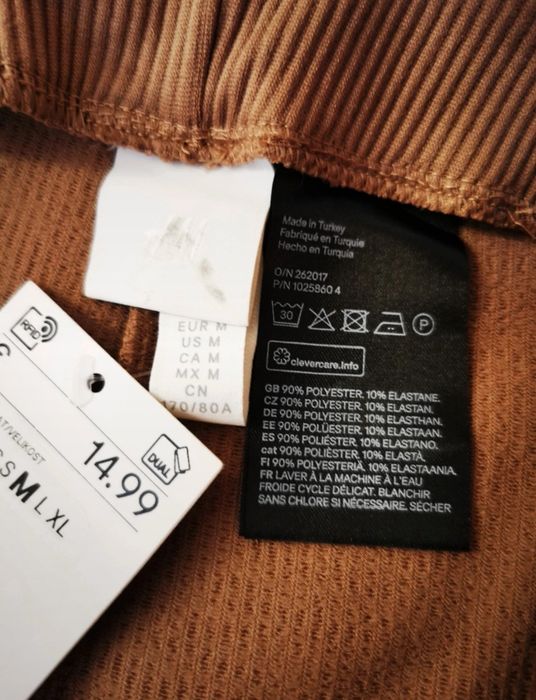 Made in Turkey
Fabriqué en Turquie
Hecho en Turquia
O/N 262017
P/N 1025860 4
30
P
clevercare.info
GB 90% POLYESTER. 10% ELASTANE.
CZ 90% POLYESTER. 10% ELASTAN.
DE 90% POLYESTER. 10% ELASTHAN.
EE 90% POLÜESTER. 10% ELASTAAN.
ES 90% POLIÉSTER. 10% ELASTANO.
cat 90% POLIÈSTER. 10% ELASTÀ.
FI 90% POLYESTERIÄ. 10% ELASTAANIA.
FR LAVER À LA MACHINE À L'EAU
FROIDE CYCLE DÉLICAT. BLANCHIR
SANS CHLORE SI NÉCESSAIRE. SÉCHER
EUR M
US M
CA M
MX M
CN
170/80A
RFID
DUAL
14.99
S M L XL